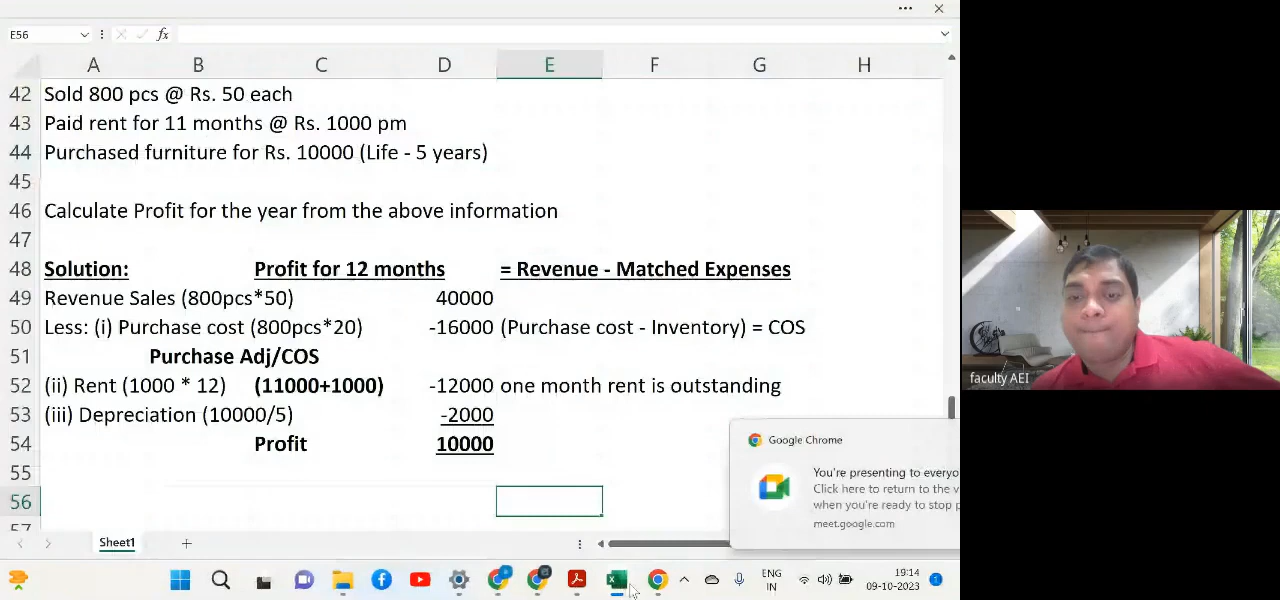 E56 fx
A B C D E F G H
42 Sold 800 pcs @ Rs. 50 each
43 Paid rent for 11 months @ Rs. 1000 pm
44 Purchased furniture for Rs. 10000 (Life - 5 years)
45
46 Calculate Profit for the year from the above information
47
48 Solution: Profit for 12 months = Revenue - Matched Expenses
49 Revenue Sales (800pcs*50) 40000
50 Less: (i) Purchase cost (800pcs*20) -16000 (Purchase cost - Inventory) = COS
51 Purchase Adj/COS
52 (ii) Rent (1000 * 12) (11000+1000) -12000 one month rent is outstanding
53 (iii) Depreciation (10000/5) -2000
54 Profit 10000
55
56
57
Google Chrome
You're presenting to everyo
Click here to return to the v
when you're ready to stop p
meet.google.com
Sheet1
faculty AEI
ENG
IN
19:14
09-10-2023
1